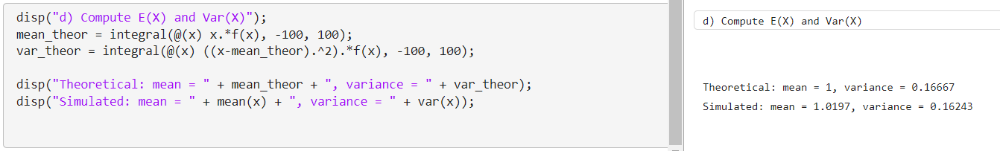 disp("d) Compute E(X) and Var(X)");
mean_theor = integral(@(x) x.*f(x), -100, 100);
var_theor = integral(@(x) ((x-mean_theor).^2).*f(x), -100, 100);
disp("Theoretical: mean = " + mean_theor + ", variance = " + var_theor);
disp("Simulated: mean = " + mean(x) + ", variance = " + var(x));
d) Compute E(X) and Var(X)
Theoretical: mean = 1, variance = 0.16667
Simulated: mean = 1.0197, variance = 0.16243